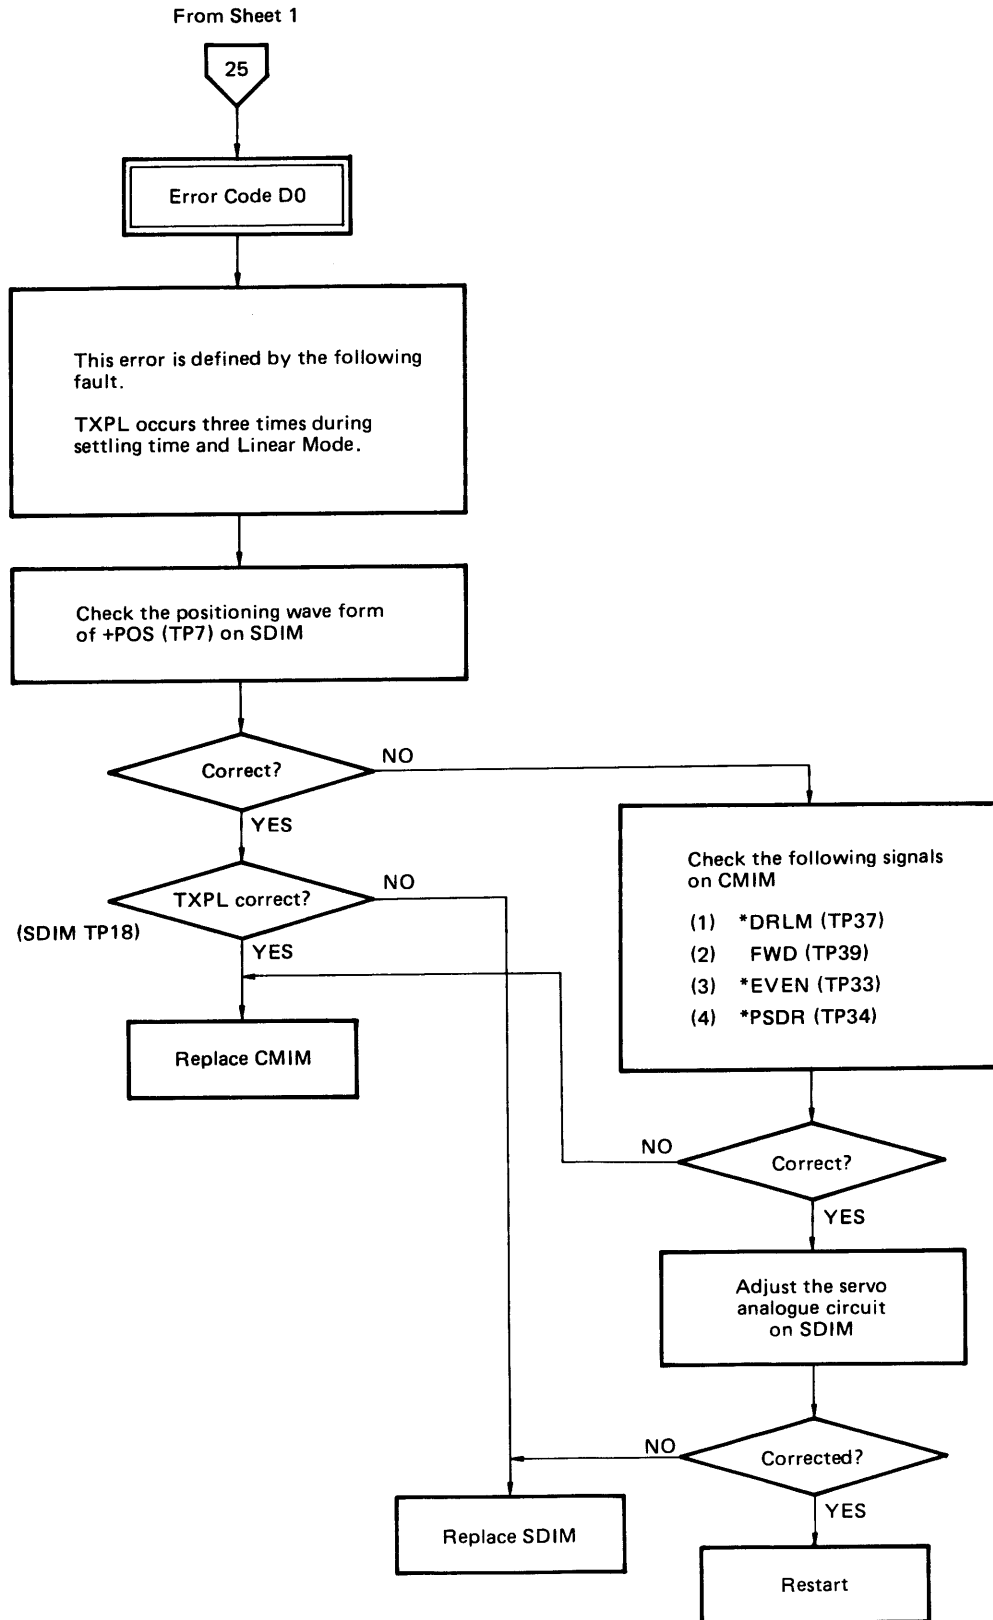 From Sheet 1
25
Error Code D0
This error is defined by the following
fault.
TXPL occurs three times during
settling time and Linear Mode.
Check the positioning wave form
of +POS (TP7) on SDIM
Correct?
NO
YES
TXPL correct?
NO
(SDIM TP18)
YES
Replace CMIM
Check the following signals
on CMIM
(1) *DRLM (TP37)
(2) FWD (TP39)
(3) *EVEN (TP33)
(4) *PSDR (TP34)
NO
Correct?
YES
Adjust the servo
analogue circuit
on SDIM
NO
Corrected?
YES
Replace SDIM
Restart